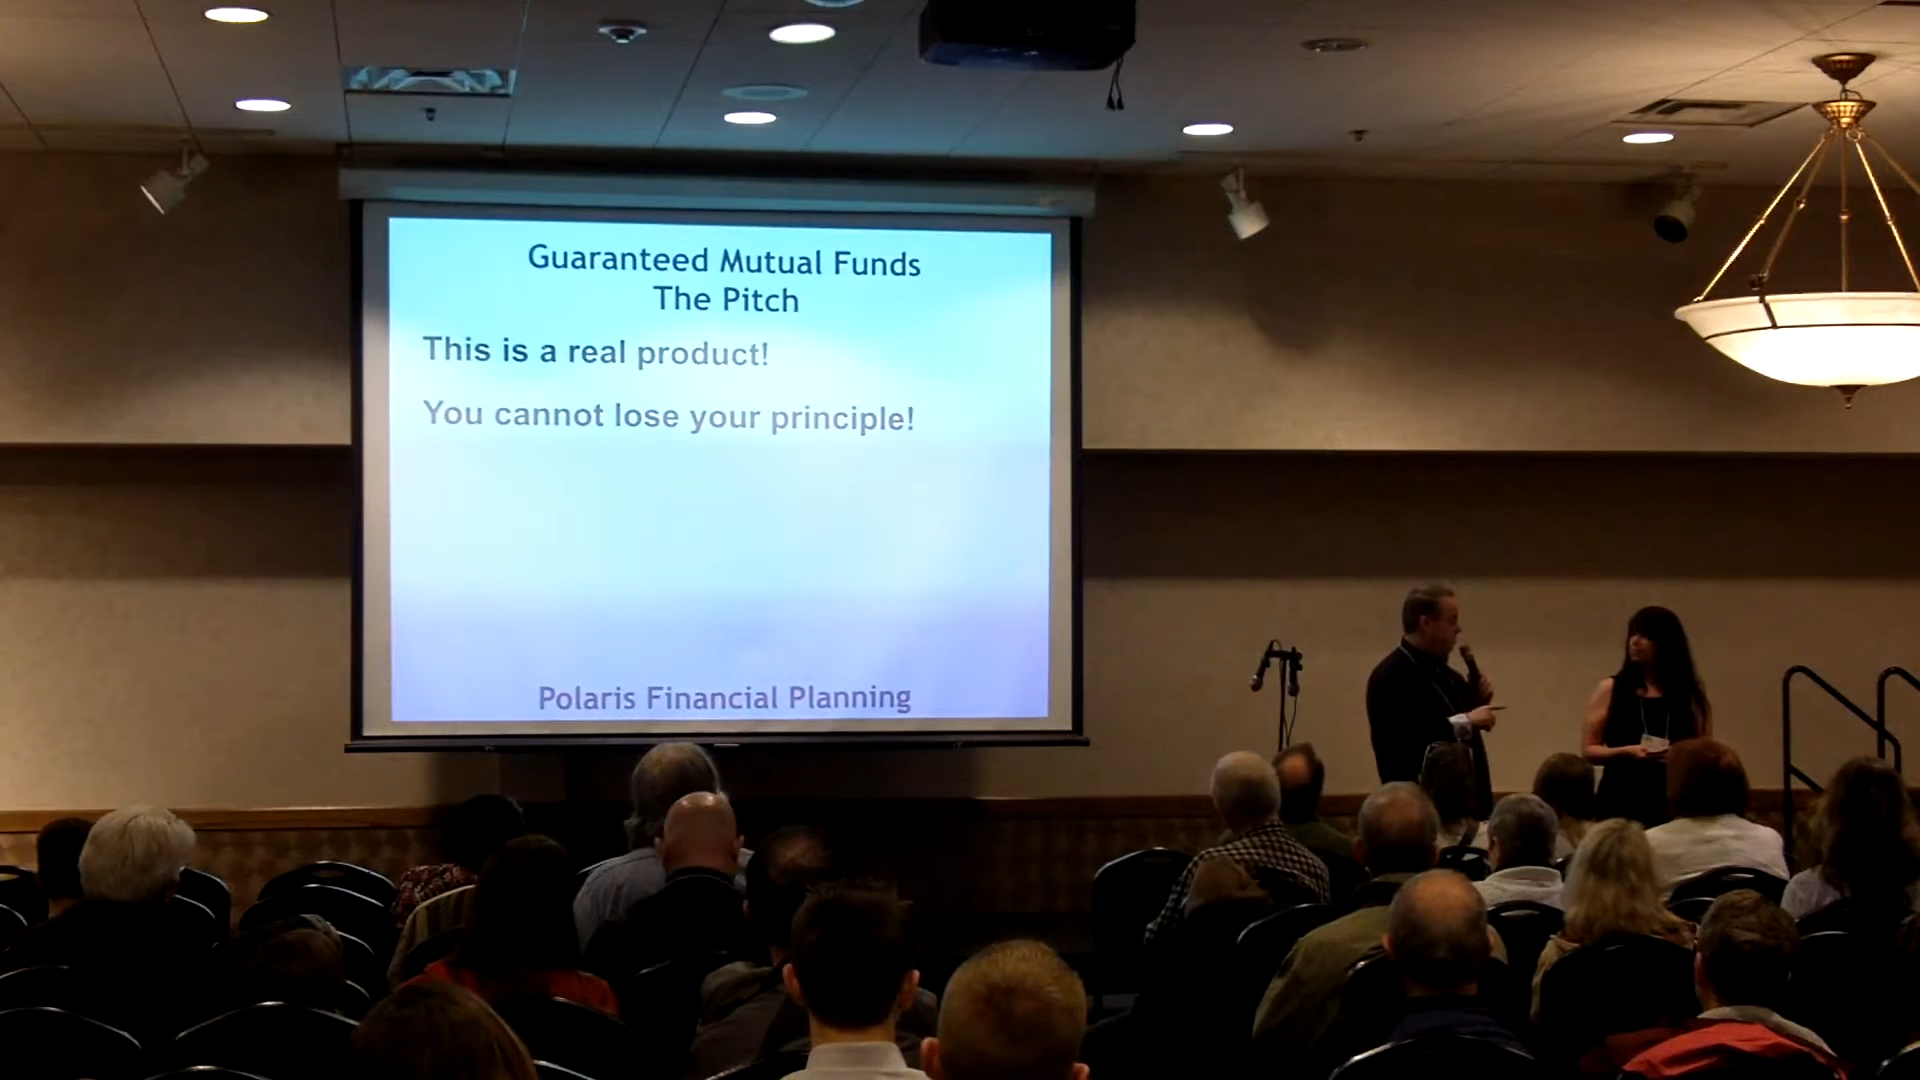 Guaranteed Mutual Funds
The Pitch
This is a real product!
You cannot lose your principle!
Polaris Financial Planning